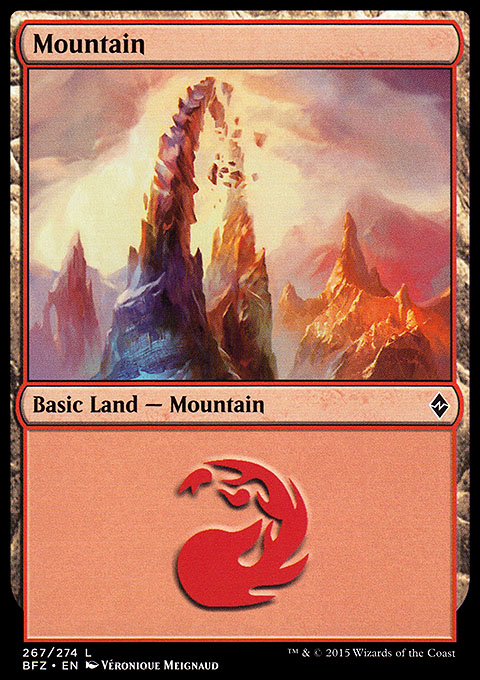 Mountain
Basic Land — Mountain
267/274 L
BFZ • EN Véronique Meignaud
™ & © 2015 Wizards of the Coast